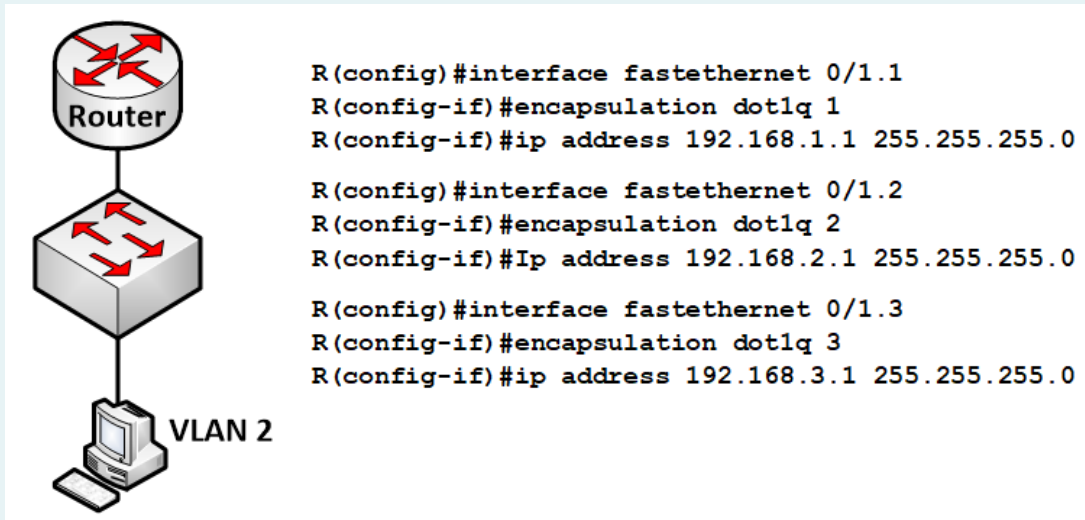 Router
R(config)#interface fastethernet 0/1.1
R(config-if)#encapsulation dot1q 1
R(config-if)#ip address 192.168.1.1 255.255.255.0
R(config)#interface fastethernet 0/1.2
R(config-if)#encapsulation dot1q 2
R(config-if)#Ip address 192.168.2.1 255.255.255.0
R(config)#interface fastethernet 0/1.3
R(config-if)#encapsulation dot1q 3
R(config-if)#ip address 192.168.3.1 255.255.255.0
VLAN 2